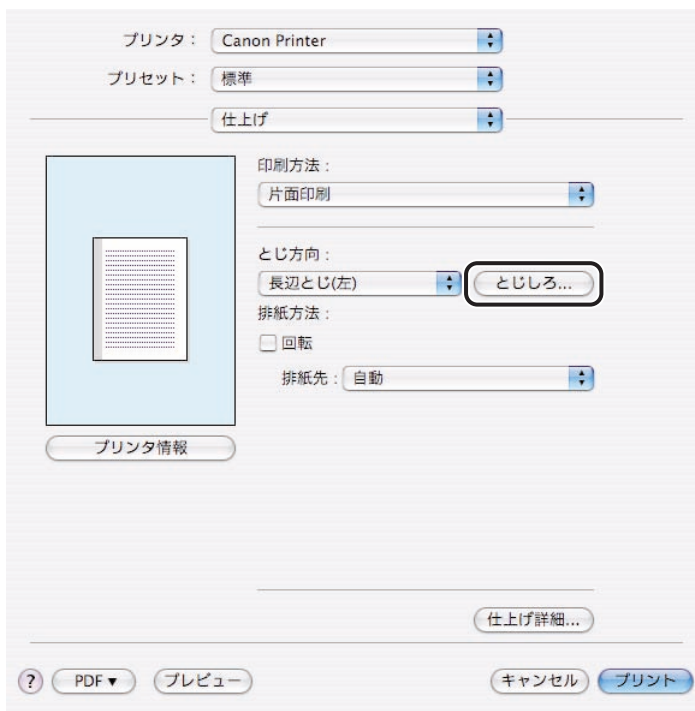 プリンタ： Canon Printer
プリセット： 標準
仕上げ
印刷方法：
片面印刷
とじ方向：
長辺とじ(左) とじしろ...
排紙方法：
回転
排紙先： 自動
プリンタ情報
仕上げ詳細...
? PDF▼ プレビュー キャンセル プリント